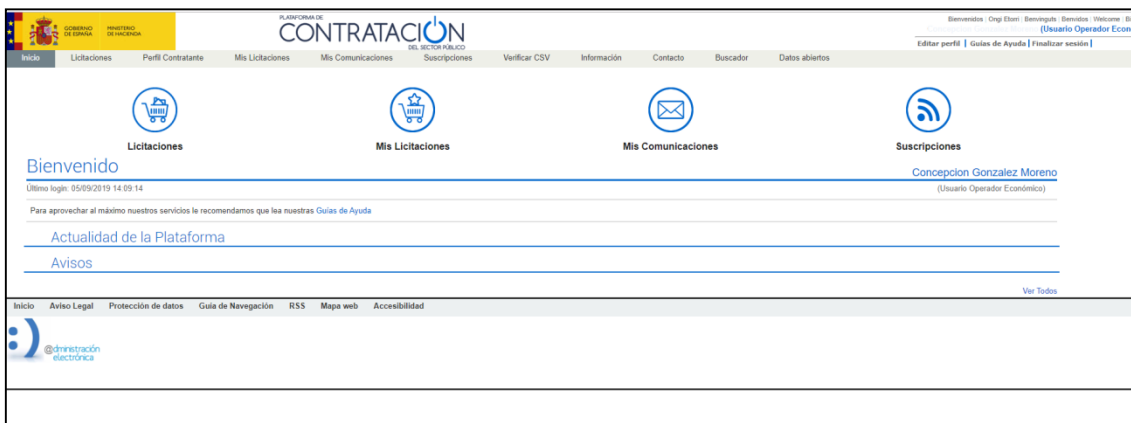 GOBIERNO DE ESPAÑA
MINISTERIO DE HACIENDA
PLATAFORMA DE
CONTRATACIÓN
DEL SECTOR PÚBLICO
Bienvenidos | Ongi Etorri | Benvinguts | Benvidos | Welcome | Bi
(Usuario Operador Econ
Editar perfil | Guías de Ayuda | Finalizar sesión |
Inicio Licitaciones Perfil Contratante Mis Licitaciones Mis Comunicaciones Suscripciones Verificar CSV Información Contacto Buscador Datos abiertos
Licitaciones Mis Licitaciones Mis Comunicaciones Suscripciones
Bienvenido
Concepcion Gonzalez Moreno
Último login: 05/09/2019 14:09:14
(Usuario Operador Económico)
Para aprovechar al máximo nuestros servicios le recomendamos que lea nuestras Guías de Ayuda
Actualidad de la Plataforma
Avisos
Ver Todos
Inicio Aviso Legal Protección de datos Guía de Navegación RSS Mapa web Accesibilidad
:)
@dministración
electrónica